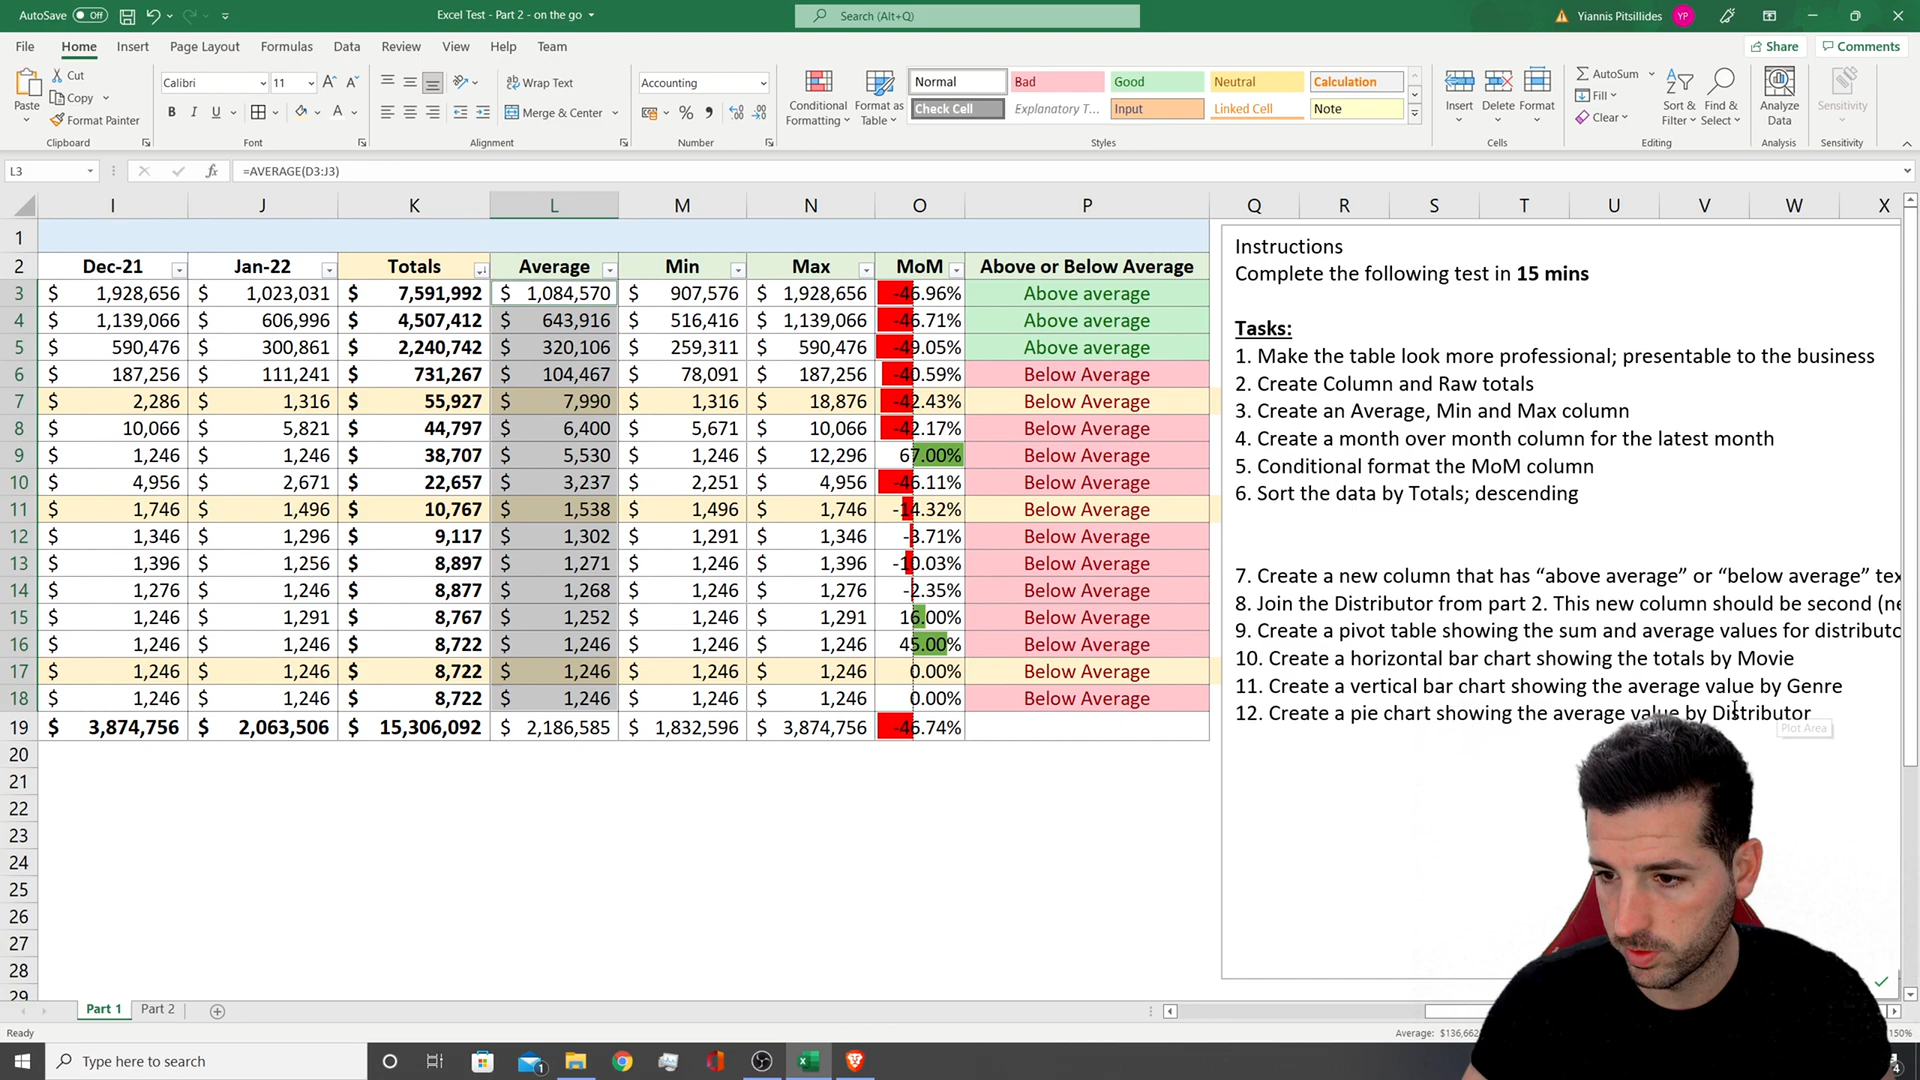 AutoSave Off
Excel Test - Part 2 - on the go
Search (Alt+Q)
Yiannis Pitsillides YP
File Home Insert Page Layout Formulas Data Review View Help Team
Share Comments
Paste Cut Copy Format Painter
Calibri 11
B I U
Wrap Text
Merge & Center
Accounting
Conditional Formatting
Format as Table
Normal Bad Good Neutral Calculation
Check Cell Explanatory T... Input Linked Cell Note
Insert Delete Format
AutoSum Fill Clear
Sort & Filter
Find & Select
Analyze Data
Sensitivity
Clipboard Font Alignment Number Styles Cells Editing Analysis Sensitivity
L3 fx =AVERAGE(D3:J3)
I J K L M N O P Q R S T U V W X
1
2 Dec-21 Jan-22 Totals Average Min Max MoM Above or Below Average
3 $ 1,928,656 $ 1,023,031 $ 7,591,992 $ 1,084,570 $ 907,576 $ 1,928,656 -46.96% Above average
4 $ 1,139,066 $ 606,996 $ 4,507,412 $ 643,916 $ 516,416 $ 1,139,066 -46.71% Above average
5 $ 590,476 $ 300,861 $ 2,240,742 $ 320,106 $ 259,311 $ 590,476 -49.05% Above average
6 $ 187,256 $ 111,241 $ 731,267 $ 104,467 $ 78,091 $ 187,256 -40.59% Below Average
7 $ 2,286 $ 1,316 $ 55,927 $ 7,990 $ 1,316 $ 18,876 -42.43% Below Average
8 $ 10,066 $ 5,821 $ 44,797 $ 6,400 $ 5,671 $ 10,066 -42.17% Below Average
9 $ 1,246 $ 1,246 $ 38,707 $ 5,530 $ 1,246 $ 12,296 67.00% Below Average
10 $ 4,956 $ 2,671 $ 22,657 $ 3,237 $ 2,251 $ 4,956 -46.11% Below Average
11 $ 1,746 $ 1,496 $ 10,767 $ 1,538 $ 1,496 $ 1,746 -14.32% Below Average
12 $ 1,346 $ 1,296 $ 9,117 $ 1,302 $ 1,291 $ 1,346 -3.71% Below Average
13 $ 1,396 $ 1,256 $ 8,897 $ 1,271 $ 1,246 $ 1,396 -10.03% Below Average
14 $ 1,276 $ 1,246 $ 8,877 $ 1,268 $ 1,246 $ 1,276 -2.35% Below Average
15 $ 1,246 $ 1,291 $ 8,767 $ 1,252 $ 1,246 $ 1,291 16.00% Below Average
16 $ 1,246 $ 1,246 $ 8,722 $ 1,246 $ 1,246 $ 1,246 45.00% Below Average
17 $ 1,246 $ 1,246 $ 8,722 $ 1,246 $ 1,246 $ 1,246 0.00% Below Average
18 $ 1,246 $ 1,246 $ 8,722 $ 1,246 $ 1,246 $ 1,246 0.00% Below Average
19 $ 3,874,756 $ 2,063,506 $ 15,306,092 $ 2,186,585 $ 1,832,596 $ 3,874,756 -46.74%
20
21
22
23
24
25
26
27
28
29
Instructions
Complete the following test in 15 mins
Tasks:
1. Make the table look more professional; presentable to the business
2. Create Column and Raw totals
3. Create an Average, Min and Max column
4. Create a month over month column for the latest month
5. Conditional format the MoM column
6. Sort the data by Totals; descending
7. Create a new column that has “above average” or “below average” tex
8. Join the Distributor from part 2. This new column should be second (ne
9. Create a pivot table showing the sum and average values for distributo
10. Create a horizontal bar chart showing the totals by Movie
11. Create a vertical bar chart showing the average value by Genre
12. Create a pie chart showing the average value by Distributor
Plot Area
Part 1 Part 2
Ready
Average: $136,662
150%
Type here to search
1
4